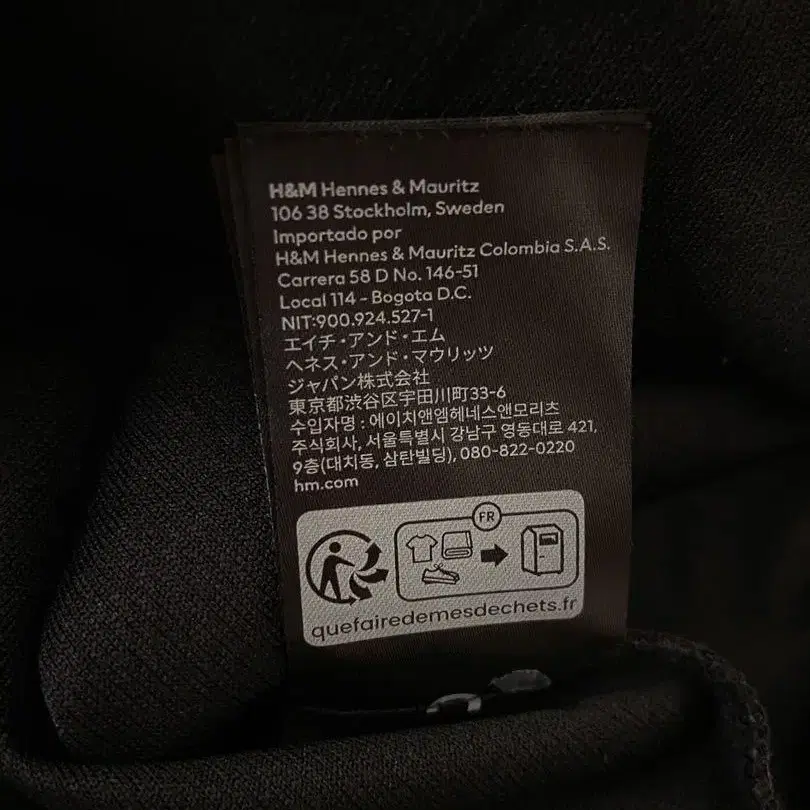 H&M Hennes & Mauritz
106 38 Stockholm, Sweden
Importado por
H&M Hennes & Mauritz Colombia S.A.S.
Carrera 58 D No. 146-51
Local 114 - Bogota D.C.
NIT:900.924.527-1
エイチ・アンド・エム
ヘネス・アンド・マウリッツ
ジャパン株式会社
東京都渋谷区宇田川町33-6
수입자명 : 에이치앤엠헤네스앤모리츠
주식회사, 서울특별시 강남구 영동대로 421,
9층(대치동, 삼탄빌딩), 080-822-0220
hm.com
FR
quefairedemesdechets.fr